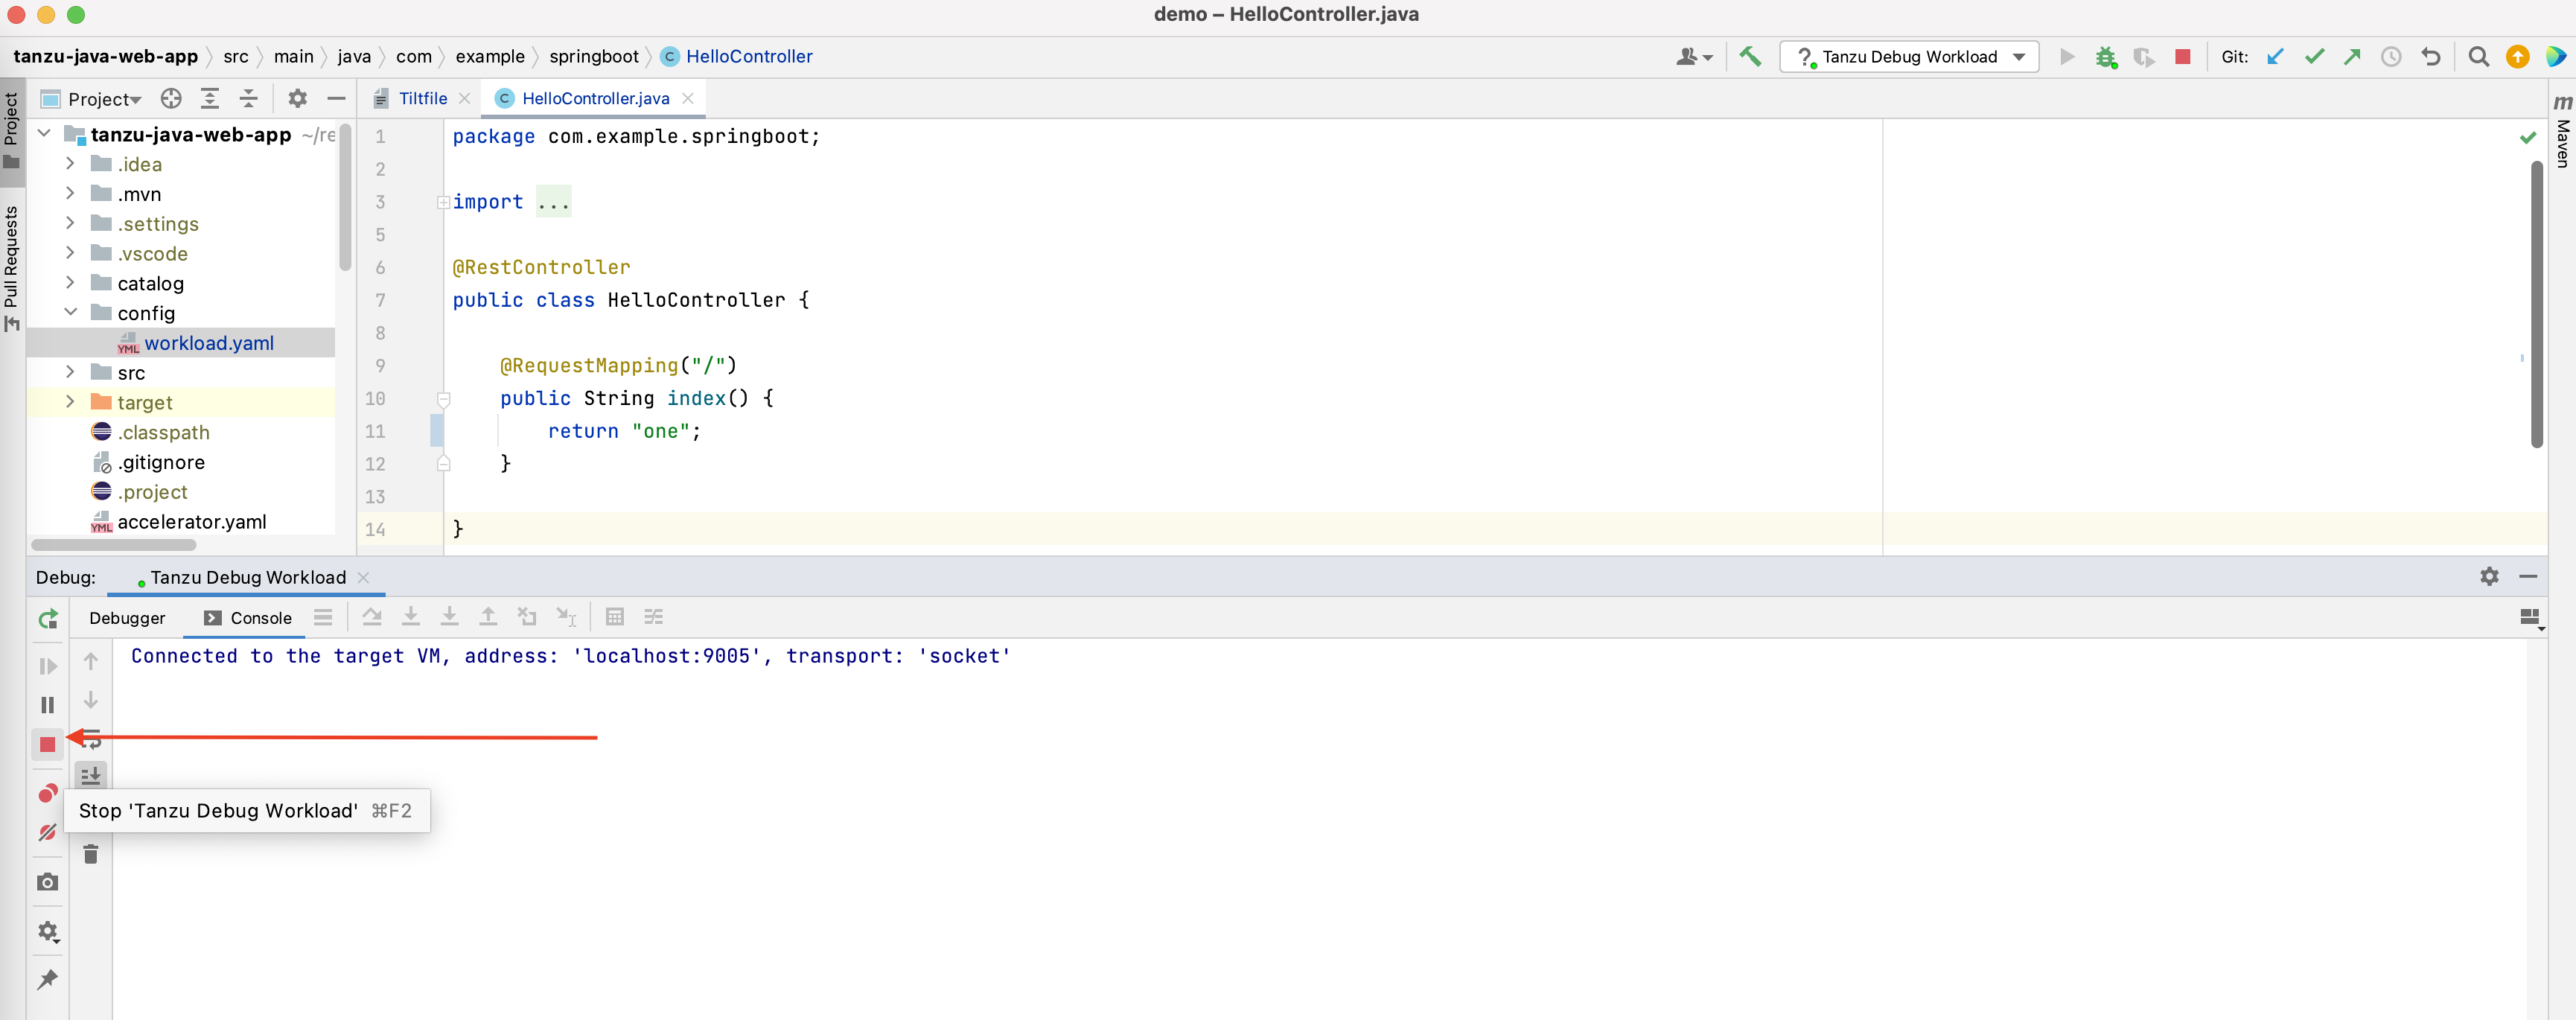 demo – HelloController.java
tanzu-java-web-app src main java com example springboot HelloController
Tanzu Debug Workload
Git:
Project
Pull Requests
Project
Tiltfile
HelloController.java
tanzu-java-web-app ~/re
.idea
.mvn
.settings
.vscode
catalog
config
workload.yaml
src
target
.classpath
.gitignore
.project
accelerator.yaml
1 package com.example.springboot;
2
3 import ...
5
6 @RestController
7 public class HelloController {
8
9 @RequestMapping("/")
10 public String index() {
11 return "one";
12 }
13
14 }
Maven
Debug: Tanzu Debug Workload
Debugger Console
Connected to the target VM, address: 'localhost:9005', transport: 'socket'
Stop 'Tanzu Debug Workload' ⌘F2